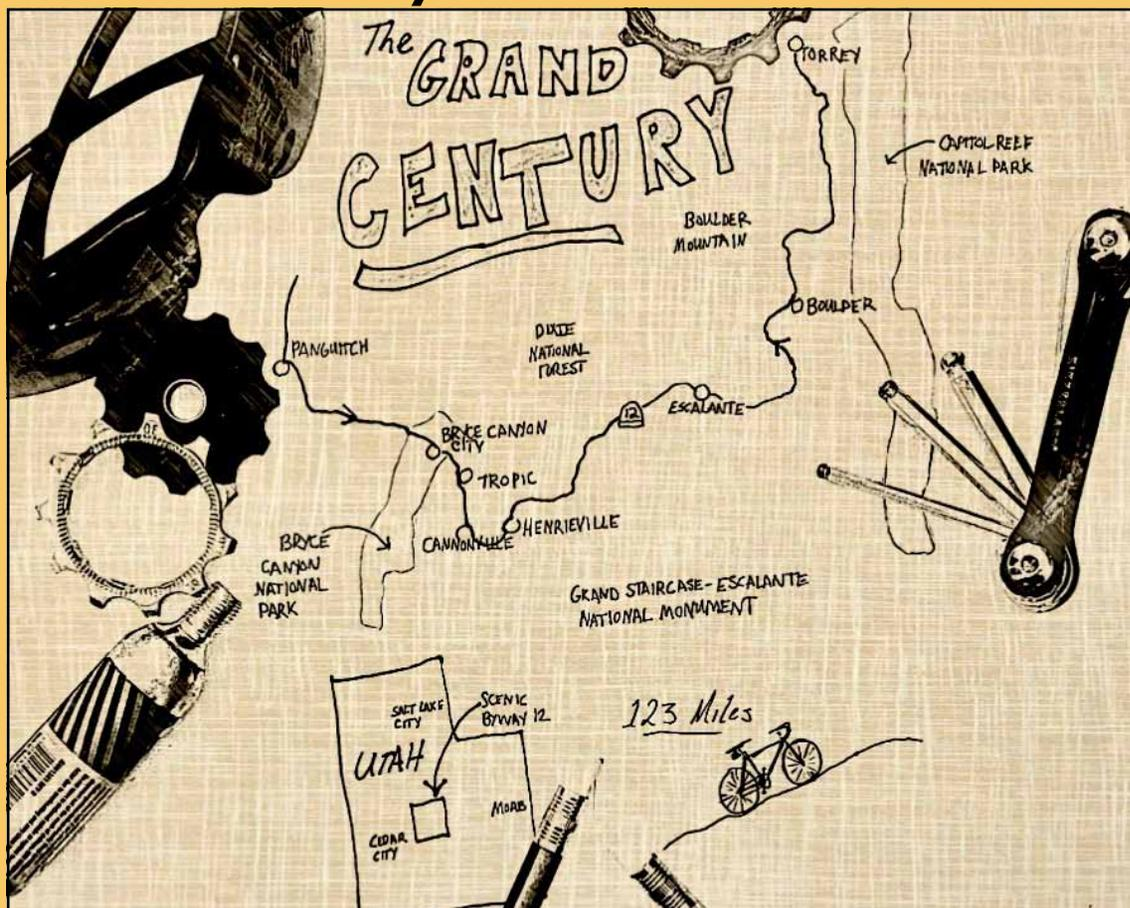 The
GRAND
CENTURY
TORREY
CAPITOL REEF
NATIONAL PARK
BOULDER
MOUNTAIN
BOULDER
DIXIE
NATIONAL
FOREST
PANGUITCH
12
ESCALANTE
BRYCE CANYON
CITY
TROPIC
HENRIEVILLE
CANNONVILLE
BRYCE
CANYON
NATIONAL
PARK
GRAND STAIRCASE-ESCALANTE
NATIONAL MONUMENT
SALT LAKE
CITY
SCENIC
BYWAY 12
UTAH
MOAB
CEDAR
CITY
123 Miles